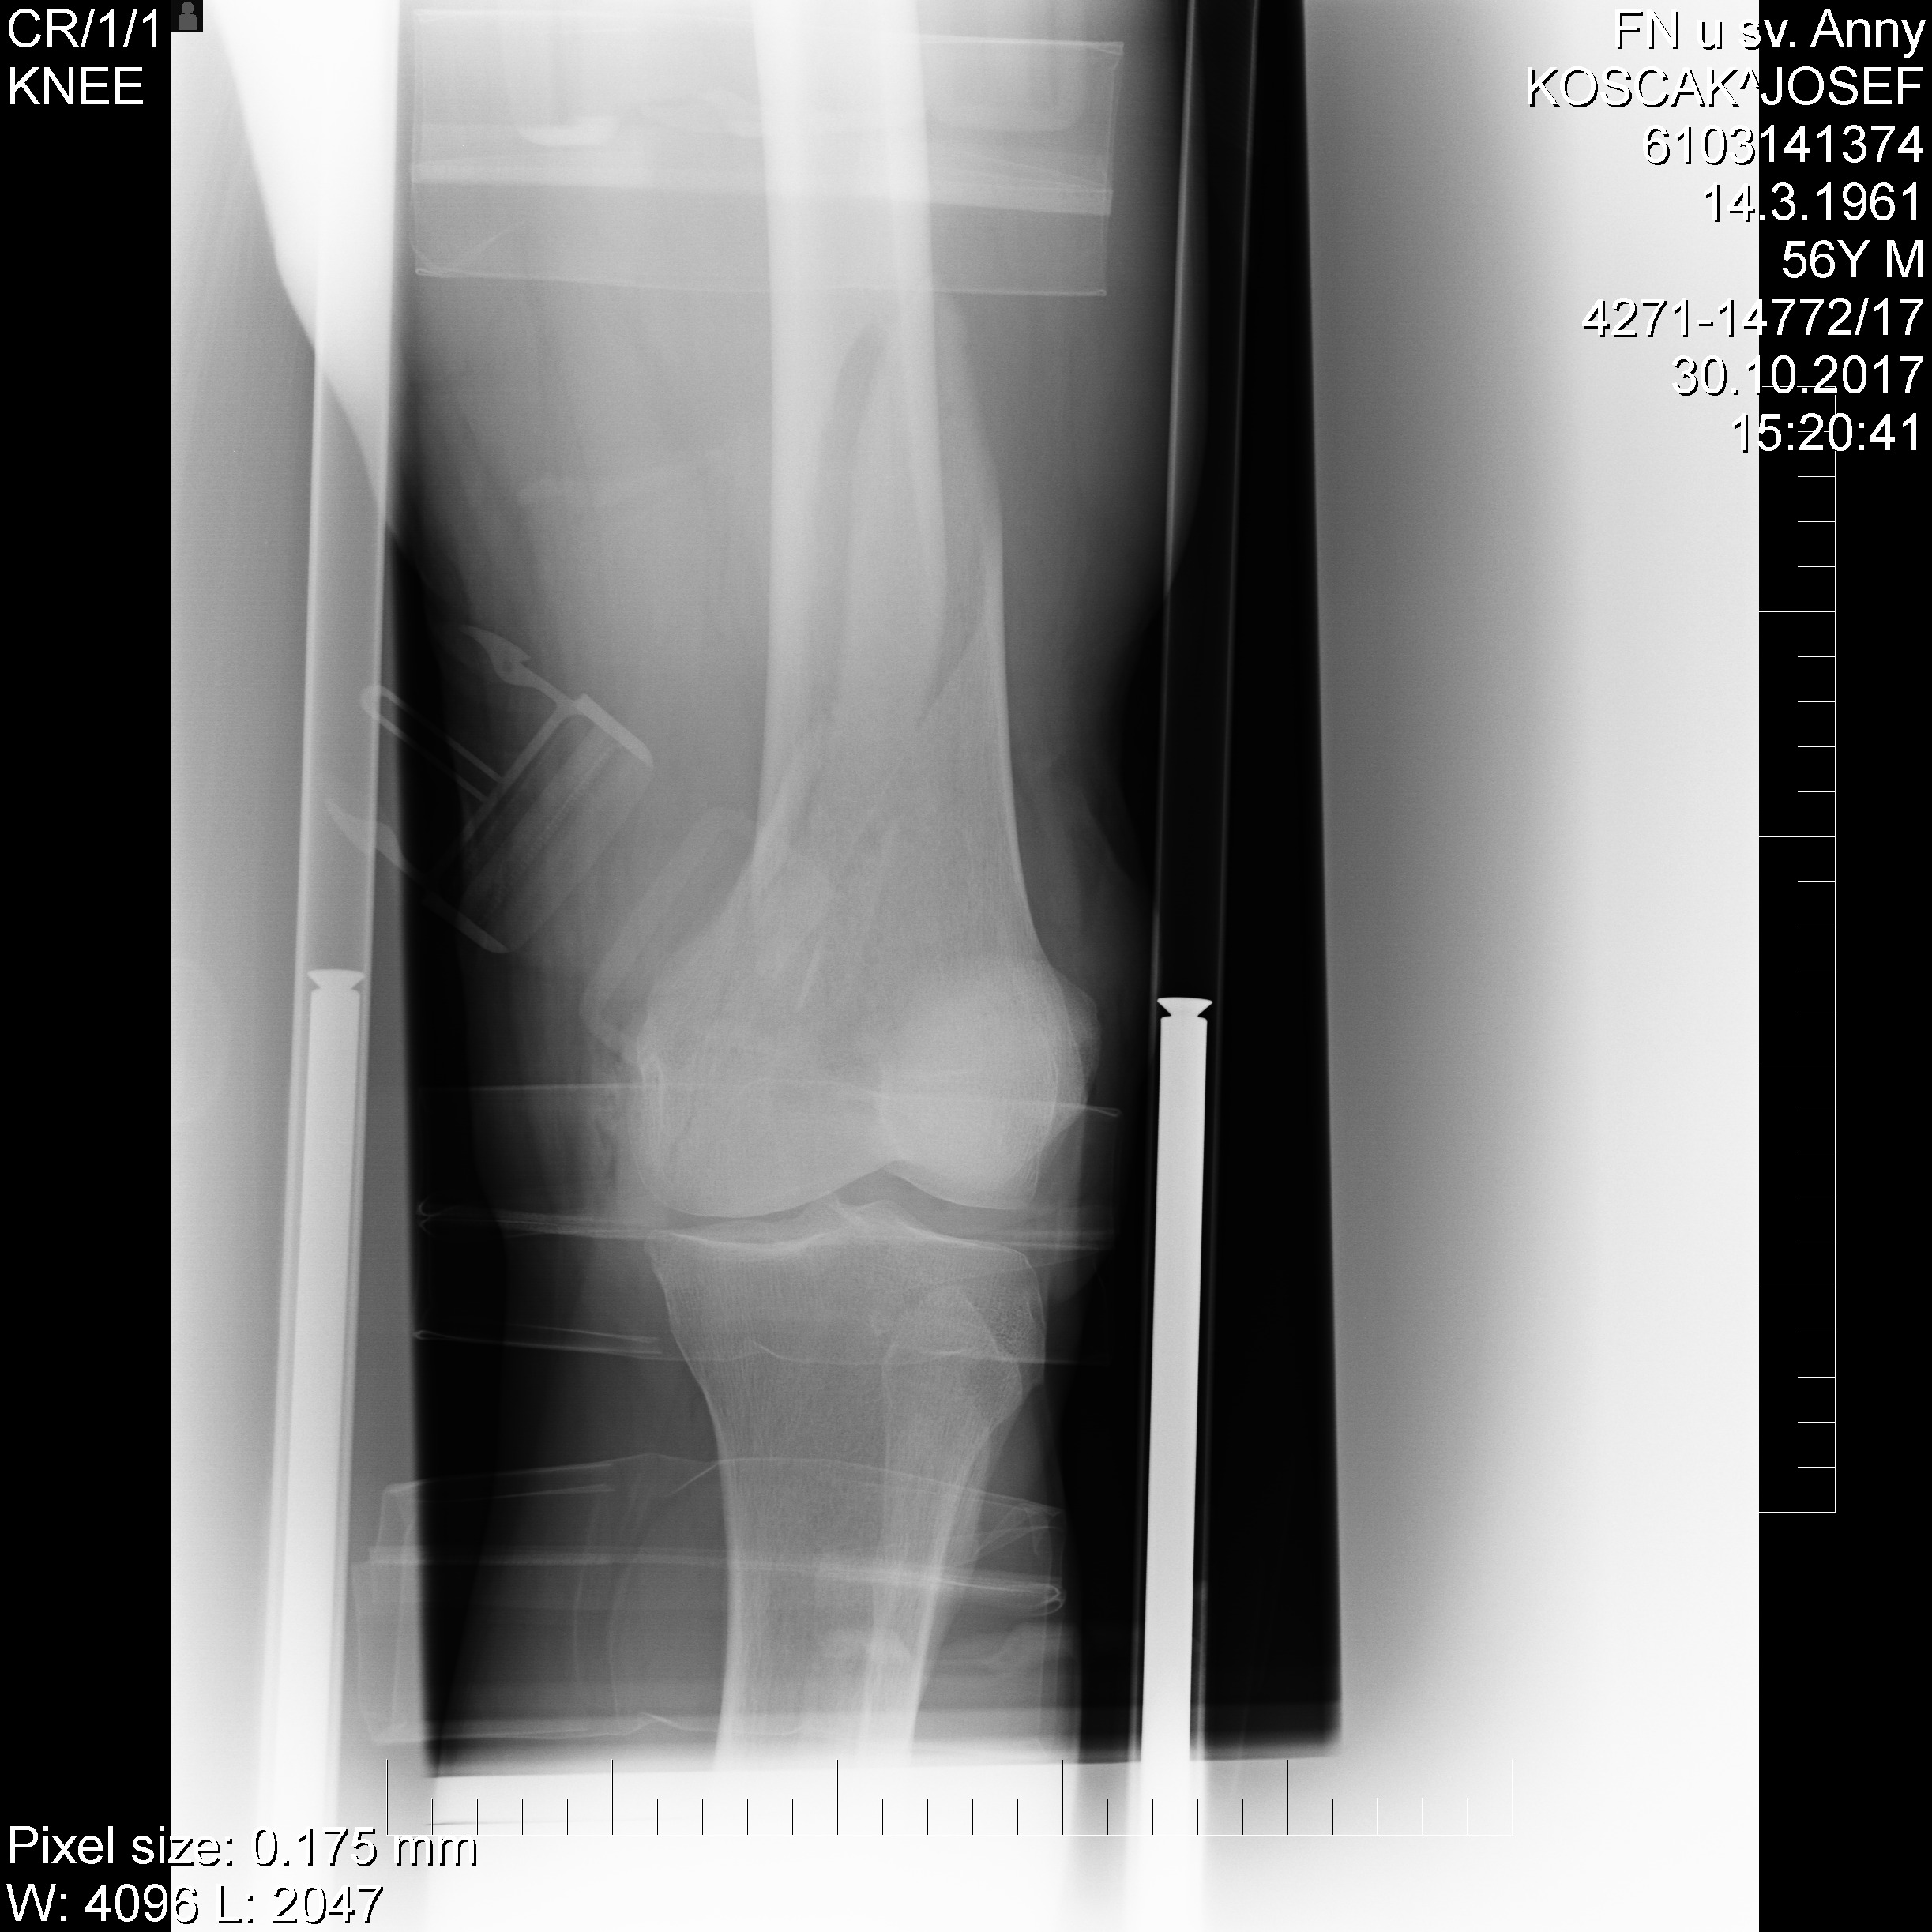 CR/1/1
KNEE
FN u sv. Anny
KOSCAK^JOSEF
6103141374
14.3.1961
56Y M
4271-14772/17
30.10.2017
15:20:41
Pixel size: 0.175 mm
W: 4096 L: 2047